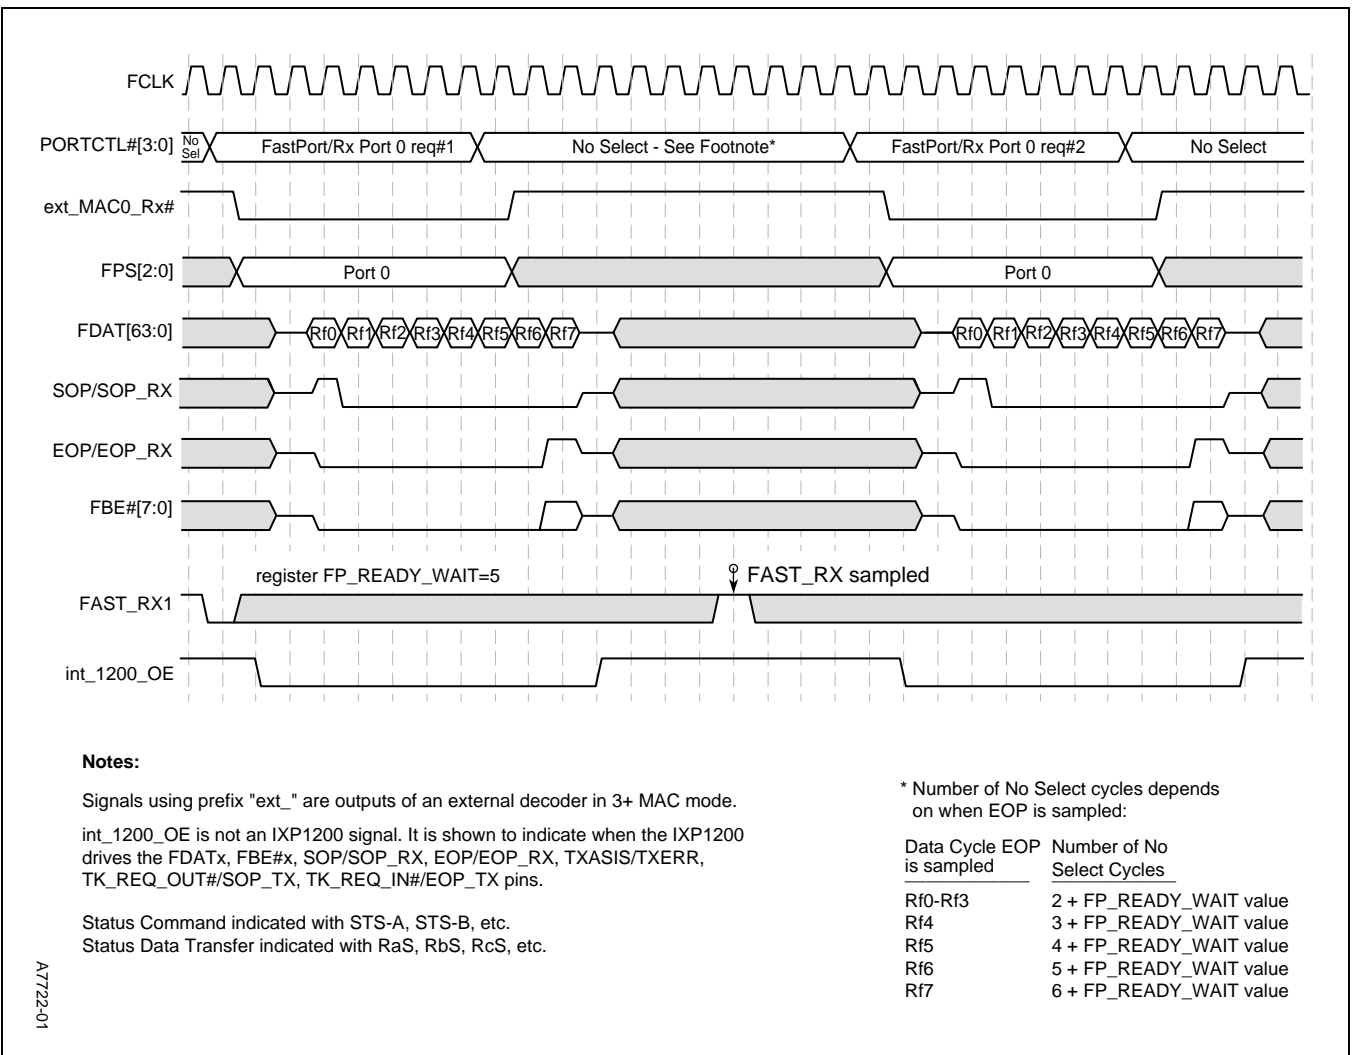 FCLK
PORTCTL#[3:0] No Sel FastPort/Rx Port 0 req#1 No Select - See Footnote* FastPort/Rx Port 0 req#2 No Select
ext_MAC0_Rx#
FPS[2:0] Port 0 Port 0
FDAT[63:0] Rf0 Rf1 Rf2 Rf3 Rf4 Rf5 Rf6 Rf7 Rf0 Rf1 Rf2 Rf3 Rf4 Rf5 Rf6 Rf7
SOP/SOP_RX
EOP/EOP_RX
FBE#[7:0]
register FP_READY_WAIT=5 FAST_RX sampled
FAST_RX1
int_1200_OE
Notes:
Signals using prefix "ext_" are outputs of an external decoder in 3+ MAC mode.
int_1200_OE is not an IXP1200 signal. It is shown to indicate when the IXP1200
drives the FDATx, FBE#x, SOP/SOP_RX, EOP/EOP_RX, TXASIS/TXERR,
TK_REQ_OUT#/SOP_TX, TK_REQ_IN#/EOP_TX pins.
Status Command indicated with STS-A, STS-B, etc.
Status Data Transfer indicated with RaS, RbS, RcS, etc.
* Number of No Select cycles depends
on when EOP is sampled:
Data Cycle EOP Number of No
is sampled Select Cycles
Rf0-Rf3 2 + FP_READY_WAIT value
Rf4 3 + FP_READY_WAIT value
Rf5 4 + FP_READY_WAIT value
Rf6 5 + FP_READY_WAIT value
Rf7 6 + FP_READY_WAIT value
A7722-01